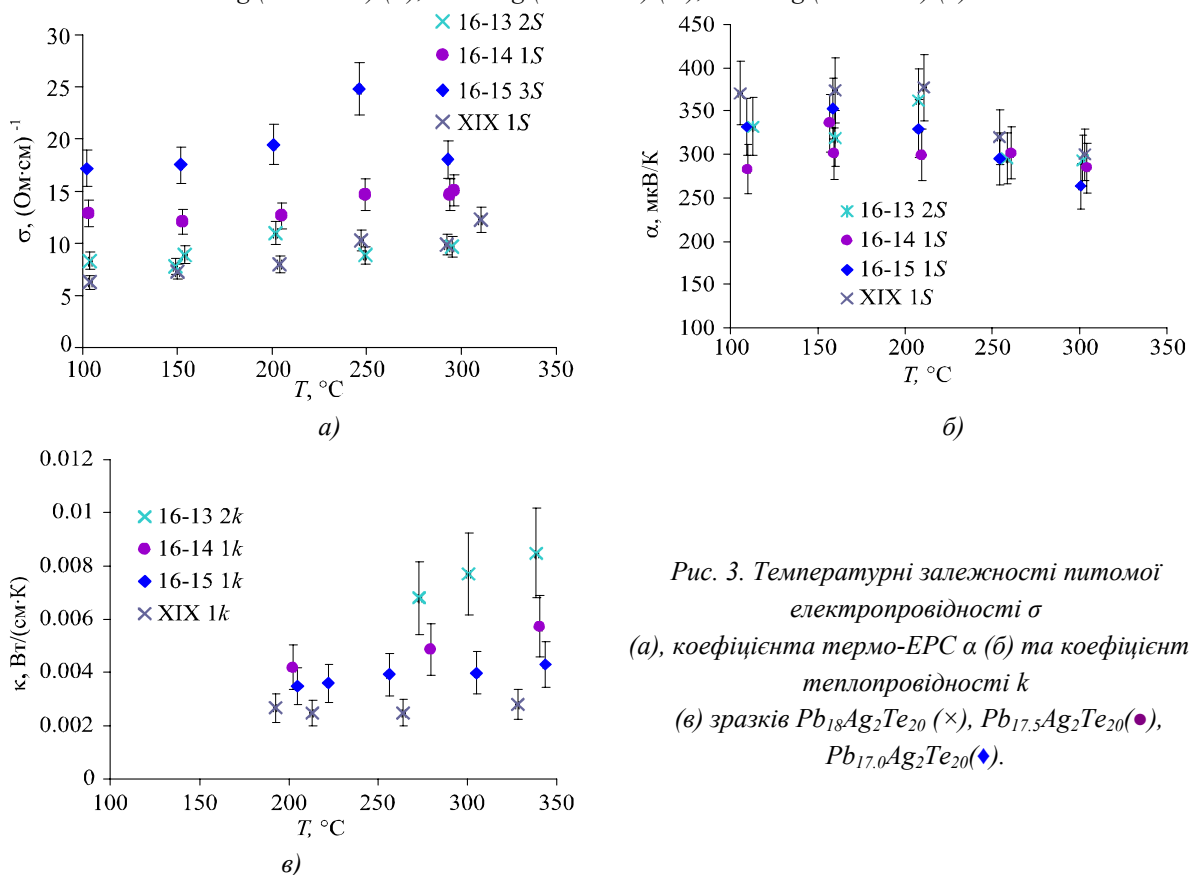 16-13 2S
16-14 1S
16-15 3S
XIX 1S
30
25
20
15
10
5
0
σ, (Ом·см) -1
100 150 200 250 300 350
T, °C
а)
450
400
350
300
250
200
150
100
α, мкВ/К
16-13 2S
16-14 1S
16-15 1S
XIX 1S
100 150 200 250 300 350
T, °C
б)
0.012
0.01
0.008
0.006
0.004
0.002
0
κ, Вт/(см·К)
16-13 2k
16-14 1k
16-15 1k
XIX 1k
100 150 200 250 300 350
T, °C
в)
Рис. 3. Температурні залежності питомої
електропровідності σ
(а), коефіцієнта термо-ЕРС α (б) та коефіцієнт
теплопровідності k
(в) зразків Pb18Ag2Te20 (×), Pb17.5Ag2Te20(●),
Pb17.0Ag2Te20(♦).